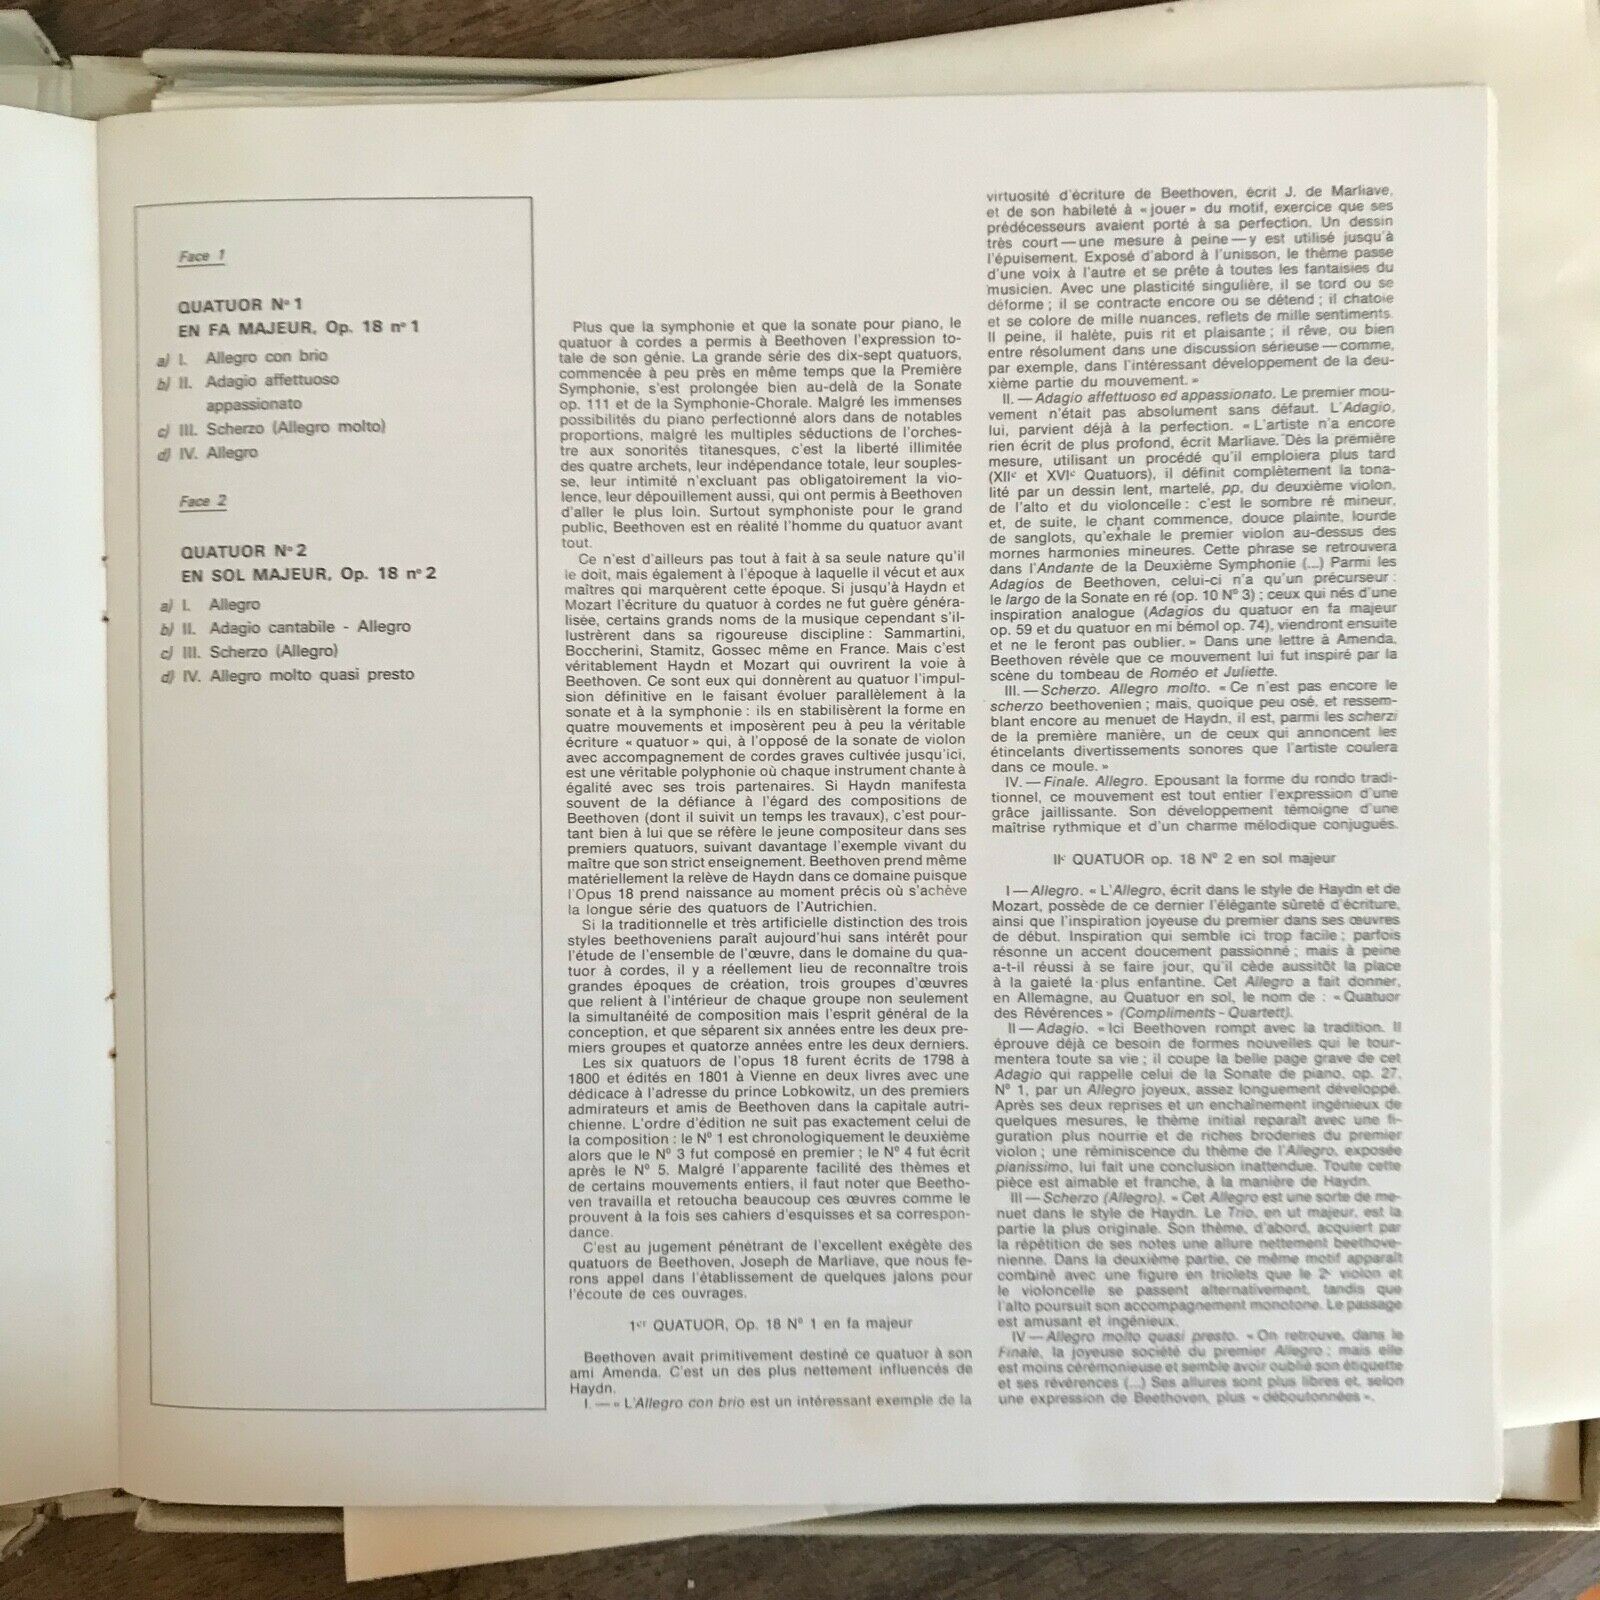 Face 1
QUATUOR Nº 1
EN FA MAJEUR, Op. 18 nº 1
a) I. Allegro con brio
b) II. Adagio affettuoso
appassionato
c) III. Scherzo (Allegro molto)
d) IV. Allegro
Face 2
QUATUOR Nº 2
EN SOL MAJEUR, Op. 18 nº 2
a) I. Allegro
b) II. Adagio cantabile - Allegro
c) III. Scherzo (Allegro)
d) IV. Allegro molto quasi presto
Plus que la symphonie et que la sonate pour piano, le
quatuor à cordes a permis à Beethoven l'expression to-
tale de son génie. La grande série des dix-sept quatuors,
commencée à peu près en même temps que la Première
Symphonie, s'est prolongée bien au-delà de la Sonate
op. 111 et de la Symphonie-Chorale. Malgré les immenses
possibilités du piano perfectionné alors dans de notables
proportions, malgré les multiples séductions de l'orches-
tre aux sonorités titanesques, c'est la liberté illimitée
des quatre archets, leur indépendance totale, leur souples-
se, leur intimité n'excluant pas obligatoirement la vio-
lence, leur dépouillement aussi, qui ont permis à Beethoven
d'aller le plus loin. Surtout symphoniste pour le grand
public, Beethoven est en réalité l'homme du quatuor avant
tout.
Ce n'est d'ailleurs pas tout à fait à sa seule nature qu'il
le doit, mais également à l'époque à laquelle il vécut et aux
maîtres qui marquèrent cette époque. Si jusqu'à Haydn et
Mozart l'écriture du quatuor à cordes ne fut guère généra-
lisée, certains grands noms de la musique cependant s'il-
lustrèrent dans sa rigoureuse discipline : Sammartini,
Boccherini, Stamitz, Gossec même en France. Mais c'est
véritablement Haydn et Mozart qui ouvrirent la voie à
Beethoven. Ce sont eux qui donnèrent au quatuor l'impul-
sion définitive en le faisant évoluer parallèlement à la
sonate et à la symphonie : ils en stabilisèrent la forme en
quatre mouvements et imposèrent peu à peu la véritable
écriture « quatuor » qui, à l'opposé de la sonate de violon
avec accompagnement de cordes graves cultivée jusqu'ici,
est une véritable polyphonie où chaque instrument chante à
égalité avec ses trois partenaires. Si Haydn manifesta
souvent de la défiance à l'égard des compositions de
Beethoven (dont il suivit un temps les travaux), c'est pour-
tant bien à lui que se réfère le jeune compositeur dans ses
premiers quatuors, suivant davantage l'exemple vivant du
maître que son strict enseignement. Beethoven prend même
matériellement la relève de Haydn dans ce domaine puisque
l'Opus 18 prend naissance au moment précis où s'achève
la longue série des quatuors de l'Autrichien.
Si la traditionnelle et très artificielle distinction des trois
styles beethoveniens paraît aujourd'hui sans intérêt pour
l'étude de l'ensemble de l'œuvre, dans le domaine du qua-
tuor à cordes, il y a réellement lieu de reconnaître trois
grandes époques de création, trois groupes d'œuvres
que relient à l'intérieur de chaque groupe non seulement
la simultanéité de composition mais l'esprit général de la
conception, et que séparent six années entre les deux pre-
miers groupes et quatorze années entre les deux derniers.
Les six quatuors de l'opus 18 furent écrits de 1798 à
1800 et édités en 1801 à Vienne en deux livres avec une
dédicace à l'adresse du prince Lobkowitz, un des premiers
admirateurs et amis de Beethoven dans la capitale autri-
chienne. L'ordre d'édition ne suit pas exactement celui de
la composition : le Nº 1 est chronologiquement le deuxième
alors que le Nº 3 fut composé en premier ; le Nº 4 fut écrit
après le Nº 5. Malgré l'apparente facilité des thèmes et
de certains mouvements entiers, il faut noter que Beetho-
ven travailla et retoucha beaucoup ces œuvres comme le
prouvent à la fois ses cahiers d'esquisses et sa correspon-
dance.
C'est au jugement pénétrant de l'excellent exégète des
quatuors de Beethoven, Joseph de Marliave, que nous fe-
rons appel dans l'établissement de quelques jalons pour
l'écoute de ces ouvrages.
1er QUATUOR, Op. 18 Nº 1 en fa majeur
Beethoven avait primitivement destiné ce quatuor à son
ami Amenda. C'est un des plus nettement influencés de
Haydn.
I. — « L'Allegro con brio est un intéressant exemple de la
virtuosité d'écriture de Beethoven, écrit J. de Marliave,
et de son habileté à « jouer » du motif, exercice que ses
prédécesseurs avaient porté à sa perfection. Un dessin
très court — une mesure à peine — y est utilisé jusqu'à
l'épuisement. Exposé d'abord à l'unisson, le thème passe
d'une voix à l'autre et se prête à toutes les fantaisies du
musicien. Avec une plasticité singulière, il se tord ou se
déforme ; il se contracte encore ou se détend ; il chatoie
et se colore de mille nuances, reflets de mille sentiments.
Il peine, il halète, puis rit et plaisante ; il rêve, ou bien
entre résolument dans une discussion sérieuse — comme,
par exemple, dans l'intéressant développement de la deu-
xième partie du mouvement. »
II. — Adagio affettuoso ed appassionato. Le premier mou-
vement n'était pas absolument sans défaut. L'Adagio,
lui, parvient déjà à la perfection. « L'artiste n'a encore
rien écrit de plus profond, écrit Marliave. Dès la première
mesure, utilisant un procédé qu'il emploiera plus tard
(XIIe et XVIe Quatuors), il définit complètement la tona-
lité par un dessin lent, martelé, pp, du deuxième violon,
de l'alto et du violoncelle : c'est le sombre ré mineur,
et, de suite, le chant commence, douce plainte, lourde
de sanglots, qu'exhale le premier violon au-dessus des
mornes harmonies mineures. Cette phrase se retrouvera
dans l'Andante de la Deuxième Symphonie (...) Parmi les
Adagios de Beethoven, celui-ci n'a qu'un précurseur :
le largo de la Sonate en ré (op. 10 Nº 3) ; ceux qui nés d'une
inspiration analogue (Adagios du quatuor en fa majeur
op. 59 et du quatuor en mi bémol op. 74), viendront ensuite
et ne le feront pas oublier. » Dans une lettre à Amenda,
Beethoven révèle que ce mouvement lui fut inspiré par la
scène du tombeau de Roméo et Juliette.
III. — Scherzo. Allegro molto. « Ce n'est pas encore le
scherzo beethovenien ; mais, quoique peu osé, et ressem-
blant encore au menuet de Haydn, il est, parmi les scherzi
de la première manière, un de ceux qui annoncent les
étincelants divertissements sonores que l'artiste coulera
dans ce moule. »
IV. — Finale. Allegro. Epousant la forme du rondo tradi-
tionnel, ce mouvement est tout entier l'expression d'une
grâce jaillissante. Son développement témoigne d'une
maîtrise rythmique et d'un charme mélodique conjugués.
IIe QUATUOR op. 18 Nº 2 en sol majeur
I — Allegro. « L'Allegro, écrit dans le style de Haydn et de
Mozart, possède de ce dernier l'élégante sûreté d'écriture,
ainsi que l'inspiration joyeuse du premier dans ses œuvres
de début. Inspiration qui semble ici trop facile ; parfois
résonne un accent doucement passionné ; mais à peine
a-t-il réussi à se faire jour, qu'il cède aussitôt la place
à la gaieté la plus enfantine. Cet Allegro a fait donner,
en Allemagne, au Quatuor en sol, le nom de : « Quatuor
des Révérences » (Compliments - Quartett).
II — Adagio. « Ici Beethoven rompt avec la tradition. Il
éprouve déjà ce besoin de formes nouvelles qui le tour-
mentera toute sa vie ; il coupe la belle page grave de cet
Adagio qui rappelle celui de la Sonate de piano, op. 27,
Nº 1, par un Allegro joyeux, assez longuement développé.
Après ses deux reprises et un enchaînement ingénieux de
quelques mesures, le thème initial reparaît avec une fi-
guration plus nourrie et de riches broderies du premier
violon ; une réminiscence du thème de l'Allegro, exposée
pianissimo, lui fait une conclusion inattendue. Toute cette
pièce est aimable et franche, à la manière de Haydn.
III — Scherzo (Allegro). « Cet Allegro est une sorte de me-
nuet dans le style de Haydn. Le Trio, en ut majeur, est la
partie la plus originale. Son thème, d'abord, acquiert par
la répétition de ses notes une allure nettement beethove-
nienne. Dans la deuxième partie, ce même motif apparaît
combiné avec une figure en triolets que le 2e violon et
le violoncelle se passent alternativement, tandis que
l'alto poursuit son accompagnement monotone. Le passage
est amusant et ingénieux.
IV — Allegro molto quasi presto. « On retrouve, dans le
Finale, la joyeuse société du premier Allegro ; mais elle
est moins cérémonieuse et semble avoir oublié son étiquette
et ses révérences (...) Ses allures sont plus libres et, selon
une expression de Beethoven, plus « déboutonnées ».